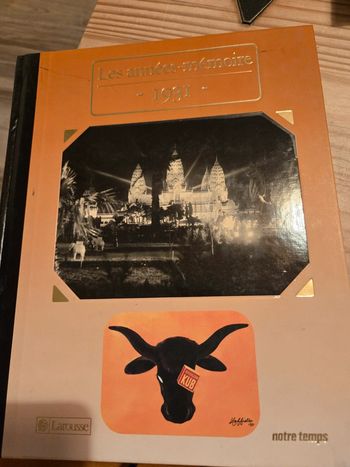 Les années-mémoire
- 1931 -
KUB
Larousse
notre temps